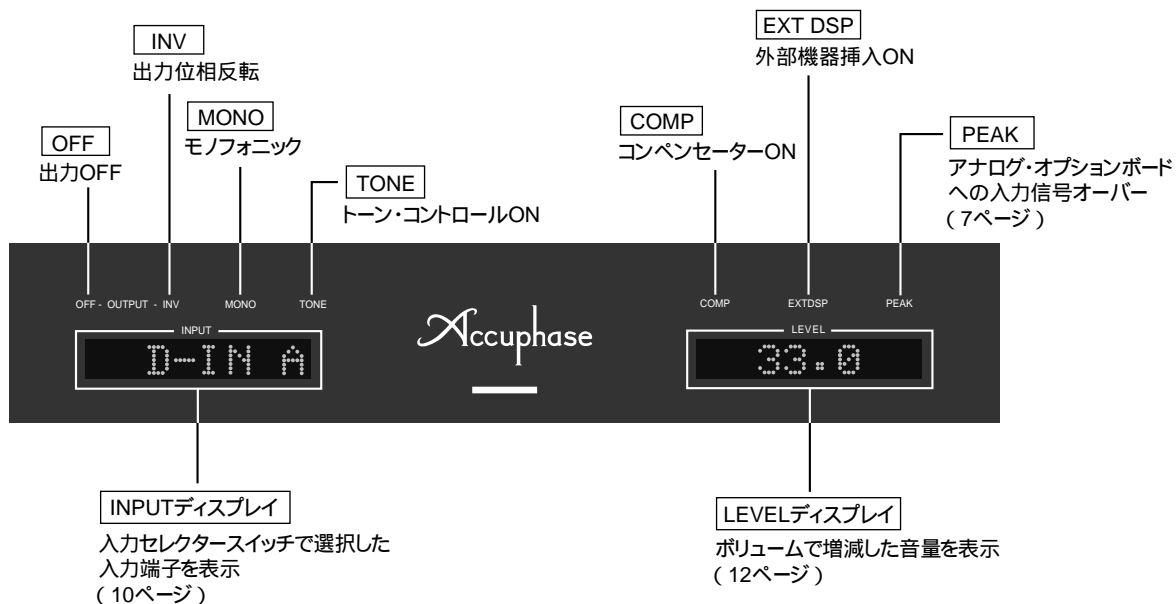 INV
出力位相反転
EXT DSP
外部機器挿入ON
MONO
モノフォニック
COMP
コンペンセーターON
PEAK
アナログ・オプションボード
への入力信号オーバー
( 7ページ )
OFF
出力OFF
TONE
トーン・コントロールON
OFF - OUTPUT - INV MONO TONE
COMP EXTDSP PEAK
INPUT
D-IN A
Accuphase
LEVEL
33.0
INPUTディスプレイ
入力セレクタースイッチで選択した
入力端子を表示
( 10ページ )
LEVELディスプレイ
ボリュームで増減した音量を表示
( 12ページ )